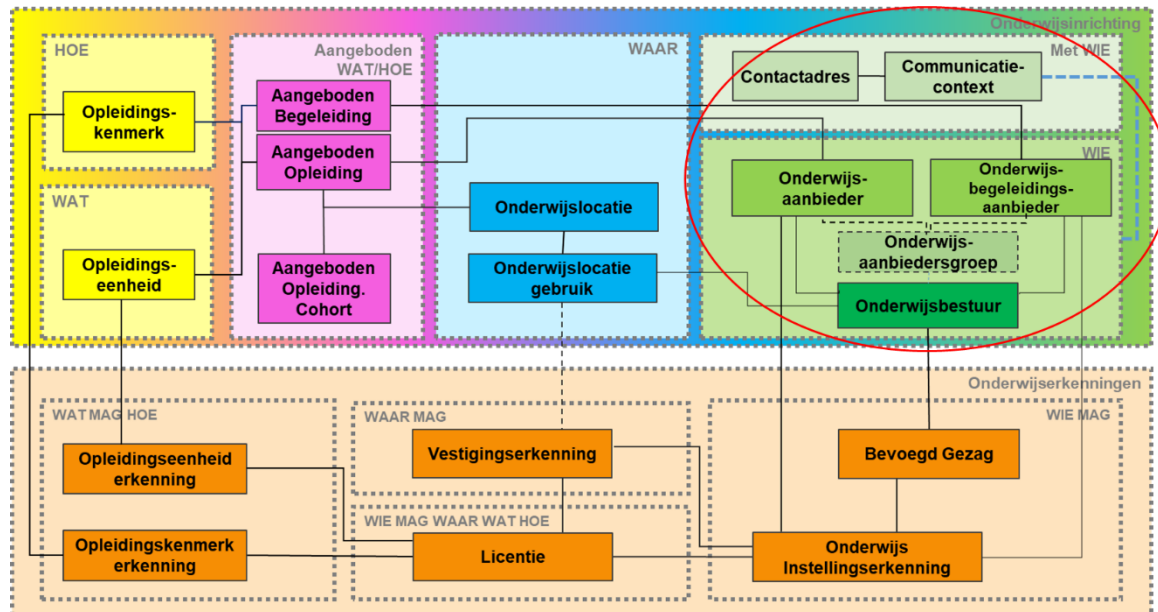 Onderwijsinrichting
HOE
Opleidings-
kenmerk
WAT
Opleidings-
eenheid
Aangeboden
WAT/HOE
Aangeboden
Begeleiding
Aangeboden
Opleiding
Aangeboden
Opleiding.
Cohort
WAAR
Onderwijslocatie
Onderwijslocatie
gebruik
Met WIE
Contactadres
Communicatie-
context
WIE
Onderwijs-
aanbieder
Onderwijs-
begeleidings-
aanbieder
Onderwijs-
aanbiedersgroep
Onderwijsbestuur
Onderwijserkenningen
WAT MAG HOE
Opleidingseenheid
erkenning
Opleidingskenmerk
erkenning
WAAR MAG
Vestigingserkenning
WIE MAG WAAR WAT HOE
Licentie
WIE MAG
Bevoegd Gezag
Onderwijs
Instellingserkenning